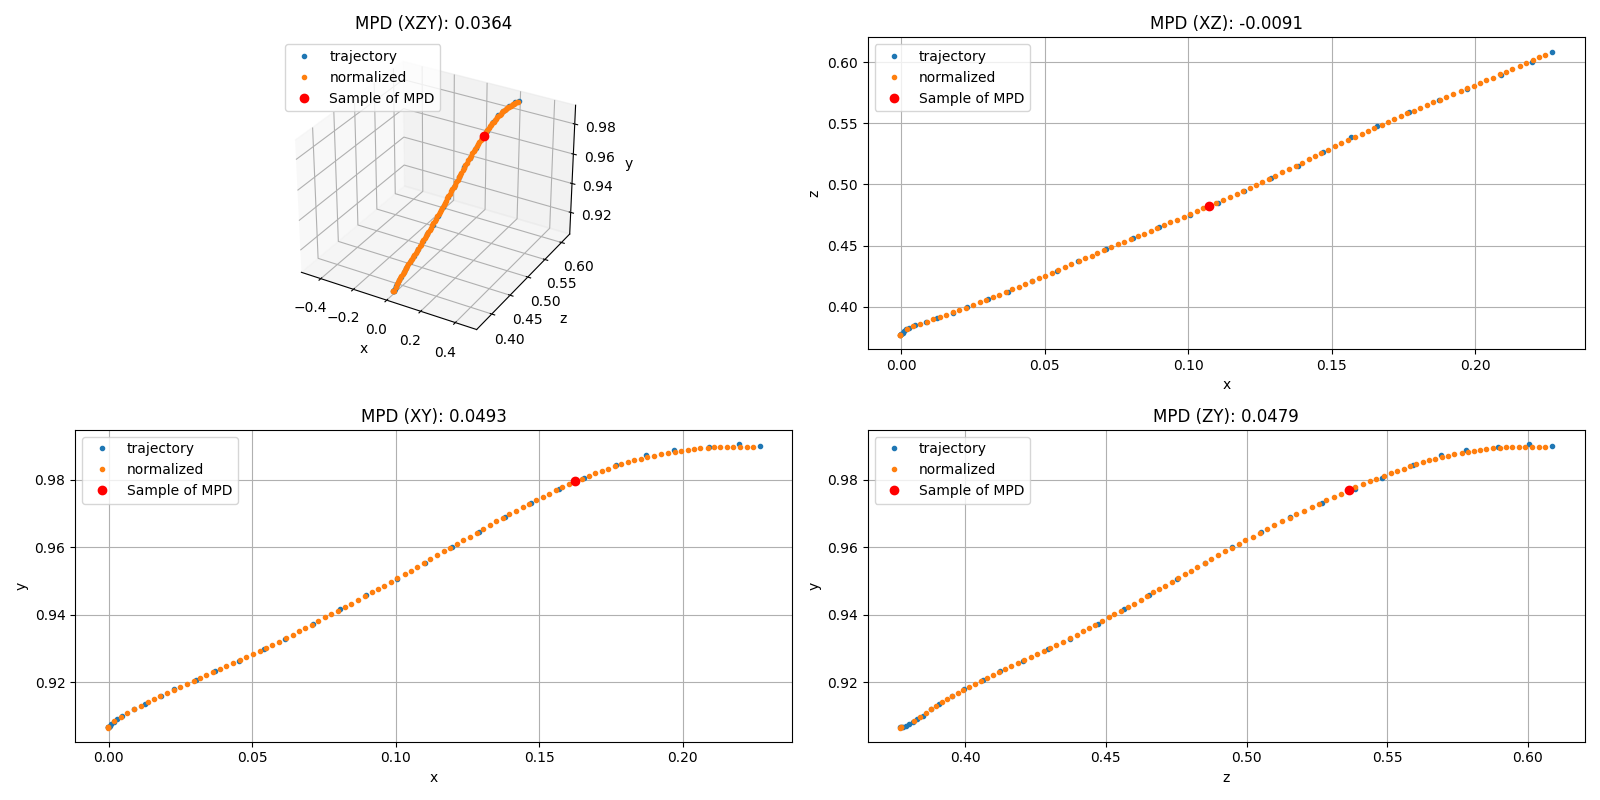 MPD (XZY): 0.0364
trajectory
normalized
Sample of MPD
0.98
0.96
0.94
0.92
y
0.60
0.55
0.50
0.45
0.40
z
−0.4
−0.2
0.0
0.2
0.4
x
MPD (XZ): -0.0091
trajectory
normalized
Sample of MPD
0.60
0.55
0.50
0.45
0.40
z
0.00 0.05 0.10 0.15 0.20
x
MPD (XY): 0.0493
trajectory
normalized
Sample of MPD
0.98
0.96
0.94
0.92
y
0.00 0.05 0.10 0.15 0.20
x
MPD (ZY): 0.0479
trajectory
normalized
Sample of MPD
0.98
0.96
0.94
0.92
y
0.40 0.45 0.50 0.55 0.60
z